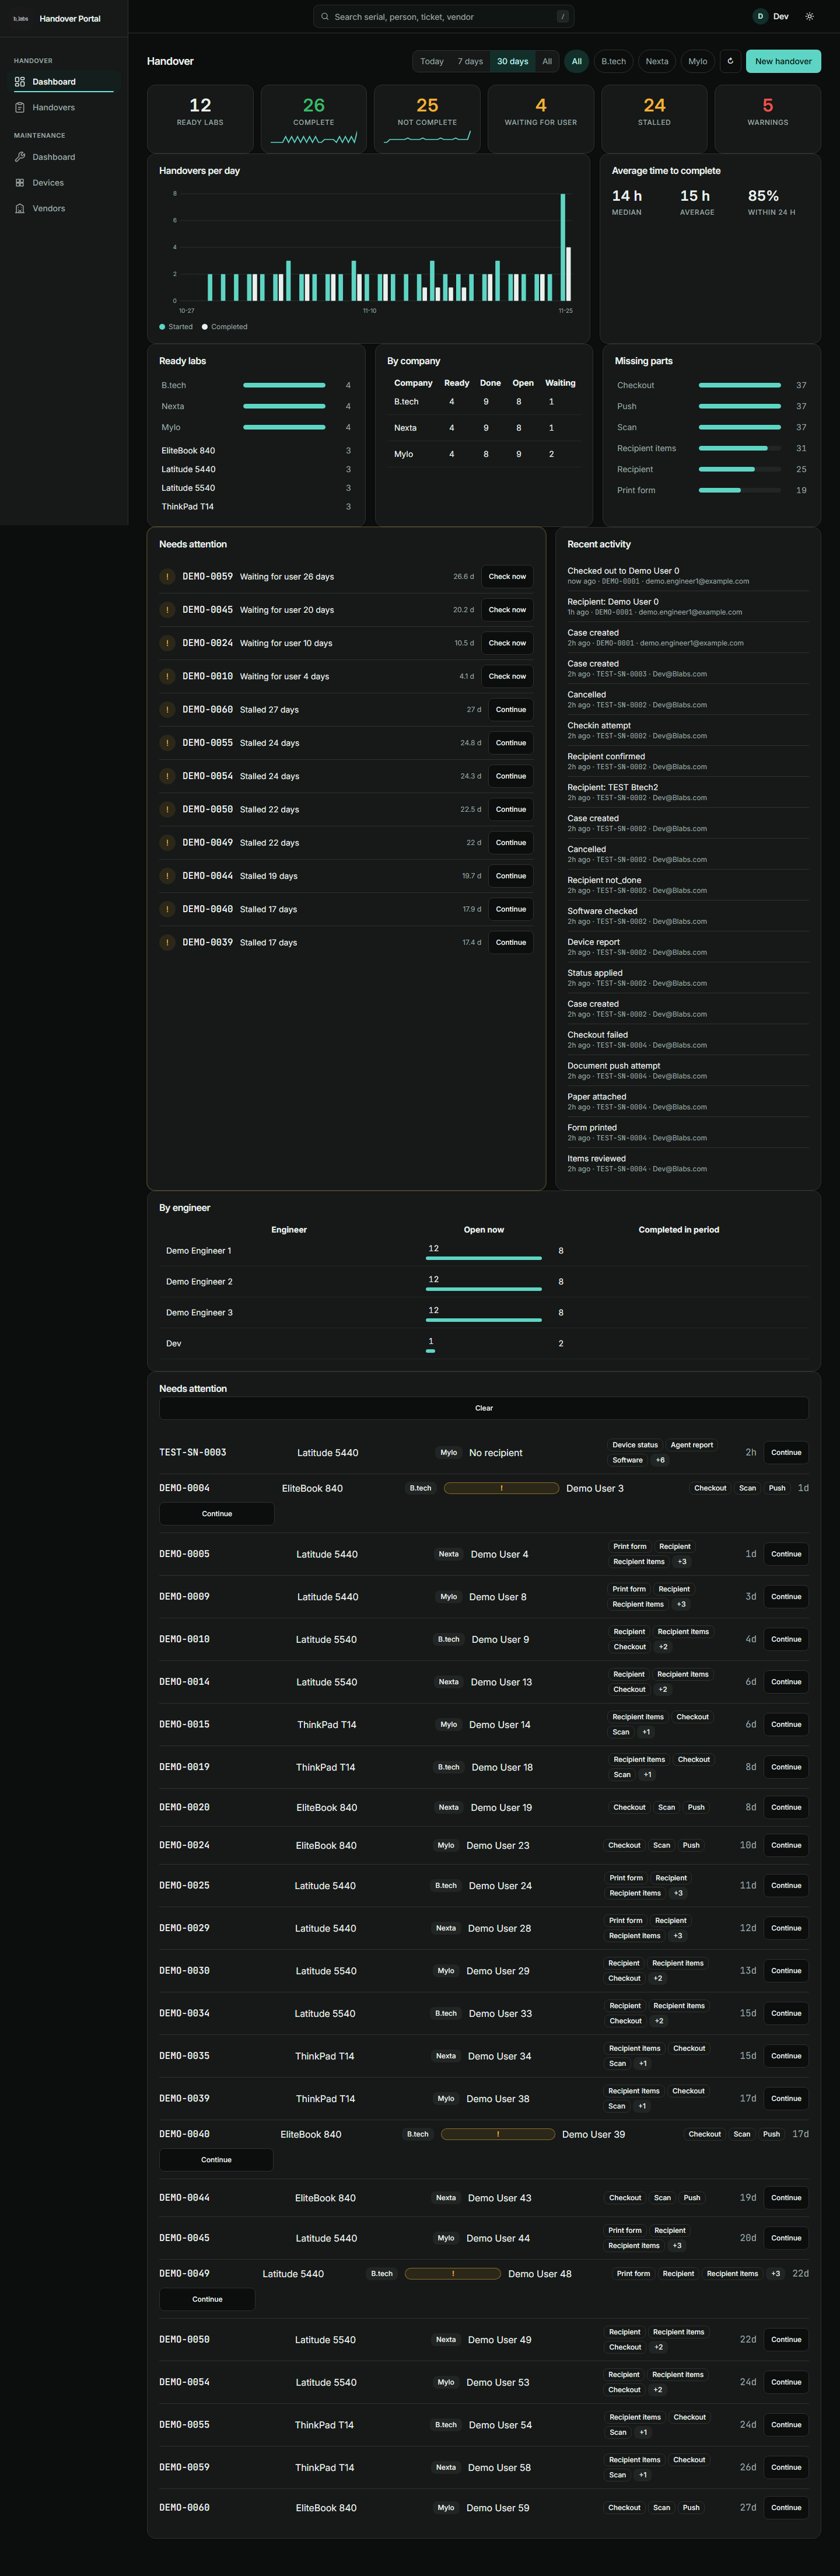 b.labs Handover Portal
Search serial, person, ticket, vendor /
D Dev
HANDOVER
Dashboard
Handovers
MAINTENANCE
Dashboard
Devices
Vendors
Handover
Today 7 days 30 days All
All B.tech Nexta Mylo
New handover
12
READY LABS
26
COMPLETE
25
NOT COMPLETE
4
WAITING FOR USER
24
STALLED
5
WARNINGS
Handovers per day
8
6
4
2
0
10-27 11-10 11-25
Started Completed
Average time to complete
14 h 15 h 85%
MEDIAN AVERAGE WITHIN 24 H
Ready labs
B.tech 4
Nexta 4
Mylo 4
EliteBook 840 3
Latitude 5440 3
Latitude 5540 3
ThinkPad T14 3
By company
Company Ready Done Open Waiting
B.tech 4 9 8 1
Nexta 4 9 8 1
Mylo 4 8 9 2
Missing parts
Checkout 37
Push 37
Scan 37
Recipient items 31
Recipient 25
Print form 19
Needs attention
! DEMO-0059 Waiting for user 26 days 26.6 d Check now
! DEMO-0045 Waiting for user 20 days 20.2 d Check now
! DEMO-0024 Waiting for user 10 days 10.5 d Check now
! DEMO-0010 Waiting for user 4 days 4.1 d Check now
! DEMO-0060 Stalled 27 days 27 d Continue
! DEMO-0055 Stalled 24 days 24.8 d Continue
! DEMO-0054 Stalled 24 days 24.3 d Continue
! DEMO-0050 Stalled 22 days 22.5 d Continue
! DEMO-0049 Stalled 22 days 22 d Continue
! DEMO-0044 Stalled 19 days 19.7 d Continue
! DEMO-0040 Stalled 17 days 17.9 d Continue
! DEMO-0039 Stalled 17 days 17.4 d Continue
Recent activity
Checked out to Demo User 0
now ago · DEMO-0001 · demo.engineer1@example.com
Recipient: Demo User 0
1h ago · DEMO-0001 · demo.engineer1@example.com
Case created
2h ago · DEMO-0001 · demo.engineer1@example.com
Case created
2h ago · TEST-SN-0003 · Dev@Blabs.com
Cancelled
2h ago · TEST-SN-0002 · Dev@Blabs.com
Checkin attempt
2h ago · TEST-SN-0002 · Dev@Blabs.com
Recipient confirmed
2h ago · TEST-SN-0002 · Dev@Blabs.com
Recipient: TEST Btech2
2h ago · TEST-SN-0002 · Dev@Blabs.com
Case created
2h ago · TEST-SN-0002 · Dev@Blabs.com
Cancelled
2h ago · TEST-SN-0002 · Dev@Blabs.com
Recipient not_done
2h ago · TEST-SN-0002 · Dev@Blabs.com
Software checked
2h ago · TEST-SN-0002 · Dev@Blabs.com
Device report
2h ago · TEST-SN-0002 · Dev@Blabs.com
Status applied
2h ago · TEST-SN-0002 · Dev@Blabs.com
Case created
2h ago · TEST-SN-0002 · Dev@Blabs.com
Checkout failed
2h ago · TEST-SN-0004 · Dev@Blabs.com
Document push attempt
2h ago · TEST-SN-0004 · Dev@Blabs.com
Paper attached
2h ago · TEST-SN-0004 · Dev@Blabs.com
Form printed
2h ago · TEST-SN-0004 · Dev@Blabs.com
Items reviewed
2h ago · TEST-SN-0004 · Dev@Blabs.com
By engineer
Engineer Open now Completed in period
Demo Engineer 1 12 8
Demo Engineer 2 12 8
Demo Engineer 3 12 8
Dev 1 2
Needs attention
Clear
TEST-SN-0003 Latitude 5440 Mylo No recipient Device status Agent report Software +6 2h Continue
DEMO-0004 EliteBook 840 B.tech ! Demo User 3 Checkout Scan Push 1d
Continue
DEMO-0005 Latitude 5440 Nexta Demo User 4 Print form Recipient Recipient items +3 1d Continue
DEMO-0009 Latitude 5440 Mylo Demo User 8 Print form Recipient Recipient items +3 3d Continue
DEMO-0010 Latitude 5540 B.tech Demo User 9 Recipient Recipient items Checkout +2 4d Continue
DEMO-0014 Latitude 5540 Nexta Demo User 13 Recipient Recipient items Checkout +2 6d Continue
DEMO-0015 ThinkPad T14 Mylo Demo User 14 Recipient items Checkout Scan +1 6d Continue
DEMO-0019 ThinkPad T14 B.tech Demo User 18 Recipient items Checkout Scan +1 8d Continue
DEMO-0020 EliteBook 840 Nexta Demo User 19 Checkout Scan Push 8d Continue
DEMO-0024 EliteBook 840 Mylo Demo User 23 Checkout Scan Push 10d Continue
DEMO-0025 Latitude 5440 B.tech Demo User 24 Print form Recipient Recipient items +3 11d Continue
DEMO-0029 Latitude 5440 Nexta Demo User 28 Print form Recipient Recipient items +3 12d Continue
DEMO-0030 Latitude 5540 Mylo Demo User 29 Recipient Recipient items Checkout +2 13d Continue
DEMO-0034 Latitude 5540 B.tech Demo User 33 Recipient Recipient items Checkout +2 15d Continue
DEMO-0035 ThinkPad T14 Nexta Demo User 34 Recipient items Checkout Scan +1 15d Continue
DEMO-0039 ThinkPad T14 Mylo Demo User 38 Recipient items Checkout Scan +1 17d Continue
DEMO-0040 EliteBook 840 B.tech ! Demo User 39 Checkout Scan Push 17d
Continue
DEMO-0044 EliteBook 840 Nexta Demo User 43 Checkout Scan Push 19d Continue
DEMO-0045 Latitude 5440 Mylo Demo User 44 Print form Recipient Recipient items +3 20d Continue
DEMO-0049 Latitude 5440 B.tech ! Demo User 48 Print form Recipient Recipient items +3 22d
Continue
DEMO-0050 Latitude 5540 Nexta Demo User 49 Recipient Recipient items Checkout +2 22d Continue
DEMO-0054 Latitude 5540 Mylo Demo User 53 Recipient Recipient items Checkout +2 24d Continue
DEMO-0055 ThinkPad T14 B.tech Demo User 54 Recipient items Checkout Scan +1 24d Continue
DEMO-0059 ThinkPad T14 Nexta Demo User 58 Recipient items Checkout Scan +1 26d Continue
DEMO-0060 EliteBook 840 Mylo Demo User 59 Checkout Scan Push 27d Continue